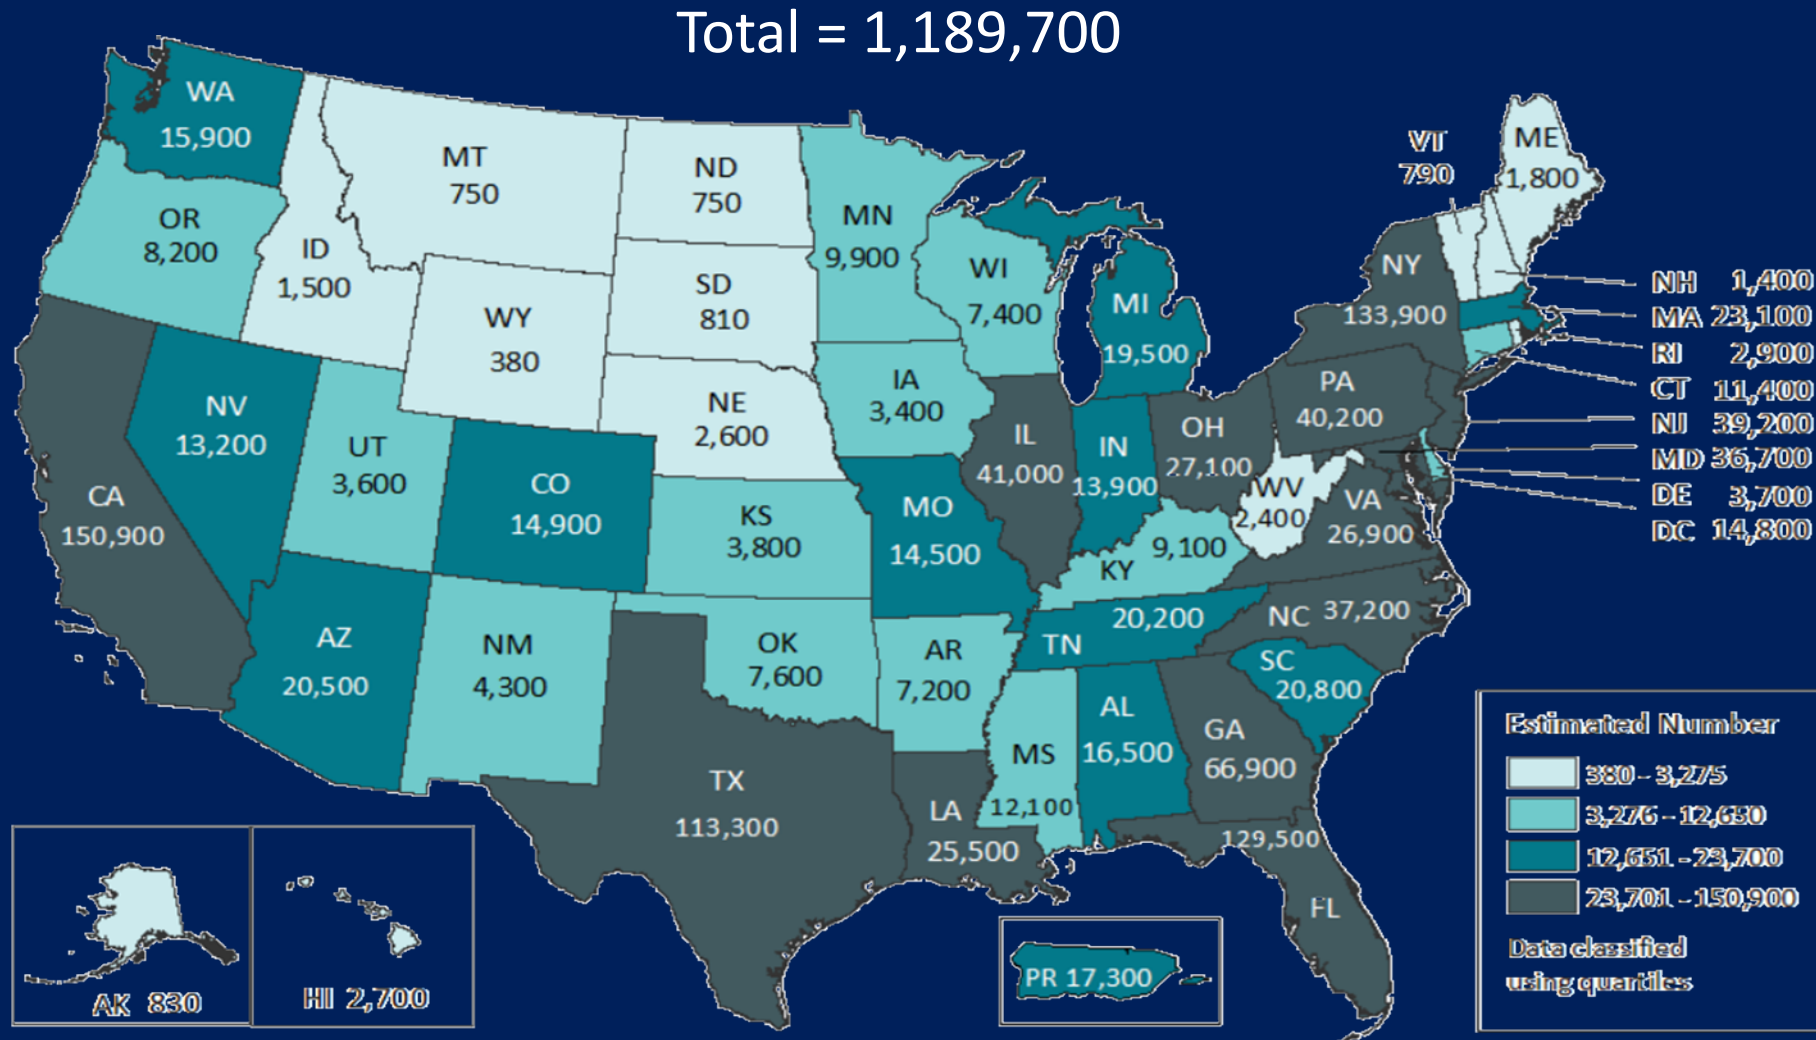 Total = 1,189,700
WA
15,900
MT
750
ND
750
MN
9,900
VT
790
ME
1,800
OR
8,200
ID
1,500
SD
810
WI
7,400
MI
19,500
NY
133,900
NH 1,400
MA 23,100
RI 2,900
CT 11,400
NJ 39,200
MD 36,700
DE 3,700
DC 14,800
WY
380
NE
2,600
IA
3,400
PA
40,200
NV
13,200
UT
3,600
CO
14,900
KS
3,800
MO
14,500
IL
41,000
IN
13,900
OH
27,100
WV
2,400
VA
26,900
CA
150,900
KY 9,100
AZ
20,500
NM
4,300
OK
7,600
AR
7,200
TN 20,200
NC 37,200
SC
20,800
MS
12,100
AL
16,500
GA
66,900
TX
113,300
LA
25,500
129,500
FL
AK 830
HI 2,700
PR 17,300
Estimated Number
380 - 3,275
3,276 - 12,650
12,651 - 23,700
23,701 - 150,900
Data classified
using quartiles